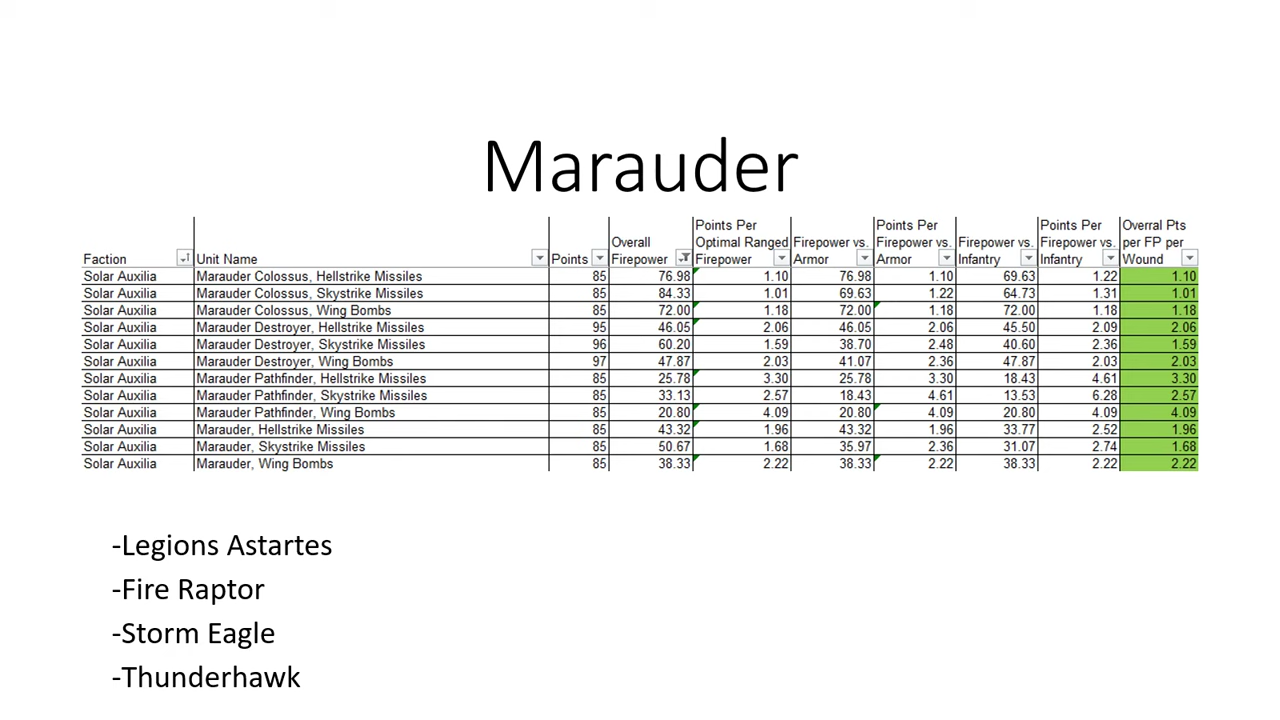 Marauder
Faction Unit Name Points Overall Firepower Points Per Optimal Ranged Firepower Firepower vs. Armor Points Per Firepower vs. Armor Firepower vs. Infantry Points Per Firepower vs. Infantry Overral Pts per FP per Wound
Solar Auxilia Marauder Colossus, Hellstrike Missiles 85 76.98 1.10 76.98 1.10 69.63 1.22 1.10
Solar Auxilia Marauder Colossus, Skystrike Missiles 85 84.33 1.01 69.63 1.22 64.73 1.31 1.01
Solar Auxilia Marauder Colossus, Wing Bombs 85 72.00 1.18 72.00 1.18 72.00 1.18 1.18
Solar Auxilia Marauder Destroyer, Hellstrike Missiles 95 46.05 2.06 46.05 2.06 45.50 2.09 2.06
Solar Auxilia Marauder Destroyer, Skystrike Missiles 96 60.20 1.59 38.70 2.48 40.60 2.36 1.59
Solar Auxilia Marauder Destroyer, Wing Bombs 97 47.87 2.03 41.07 2.36 47.87 2.03 2.03
Solar Auxilia Marauder Pathfinder, Hellstrike Missiles 85 25.78 3.30 25.78 3.30 18.43 4.61 3.30
Solar Auxilia Marauder Pathfinder, Skystrike Missiles 85 33.13 2.57 18.43 4.61 13.53 6.28 2.57
Solar Auxilia Marauder Pathfinder, Wing Bombs 85 20.80 4.09 20.80 4.09 20.80 4.09 4.09
Solar Auxilia Marauder, Hellstrike Missiles 85 43.32 1.96 43.32 1.96 33.77 2.52 1.96
Solar Auxilia Marauder, Skystrike Missiles 85 50.67 1.68 35.97 2.36 31.07 2.74 1.68
Solar Auxilia Marauder, Wing Bombs 85 38.33 2.22 38.33 2.22 38.33 2.22 2.22
-Legions Astartes
-Fire Raptor
-Storm Eagle
-Thunderhawk